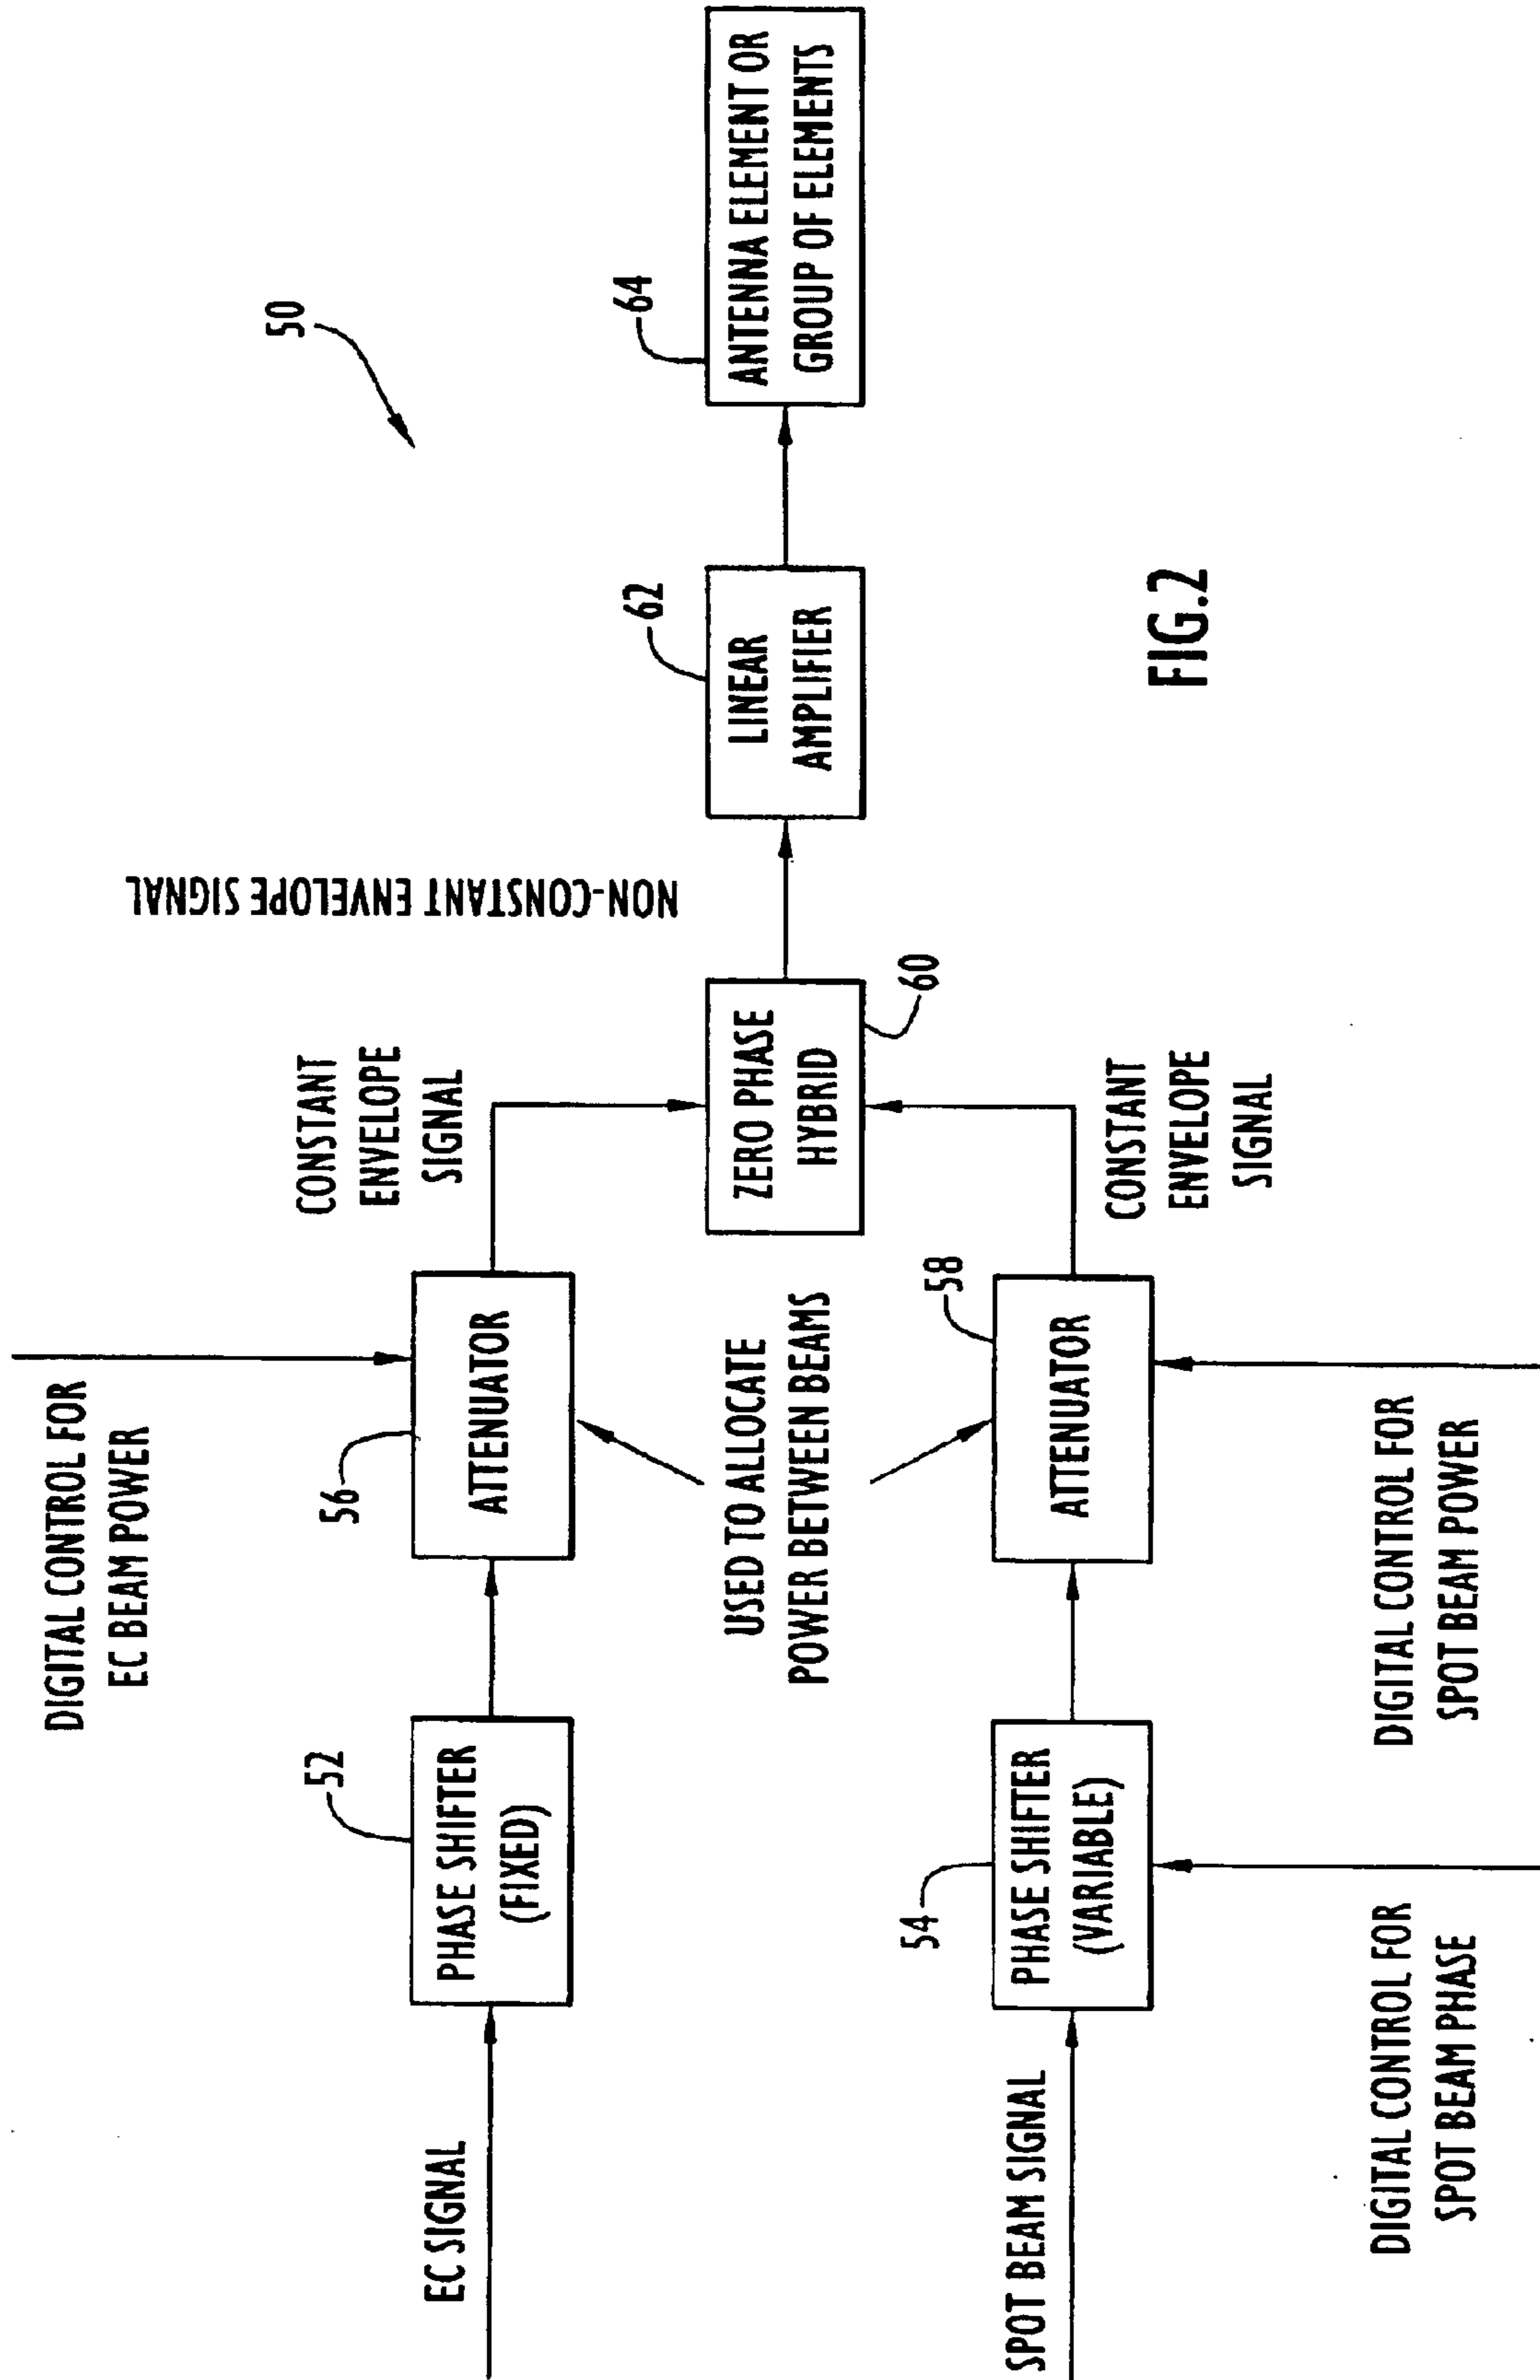 50
DIGITAL CONTROL FOR
EC BEAM POWER
EC SIGNAL
52
PHASE SHIFTER
(FIXED)
56
ATTENUATOR
CONSTANT
ENVELOPE
SIGNAL
USED TO ALLOCATE
POWER BETWEEN BEAMS
ZERO PHASE
HYBRID
60
NON-CONSTANT ENVELOPE SIGNAL
62
LINEAR
AMPLIFIER
64
ANTENNA ELEMENT OR
GROUP OF ELEMENTS
SPOT BEAM SIGNAL
54
PHASE SHIFTER
(VARIABLE)
58
ATTENUATOR
CONSTANT
ENVELOPE
SIGNAL
DIGITAL CONTROL FOR
SPOT BEAM PHASE
DIGITAL CONTROL FOR
SPOT BEAM POWER
FIG.2